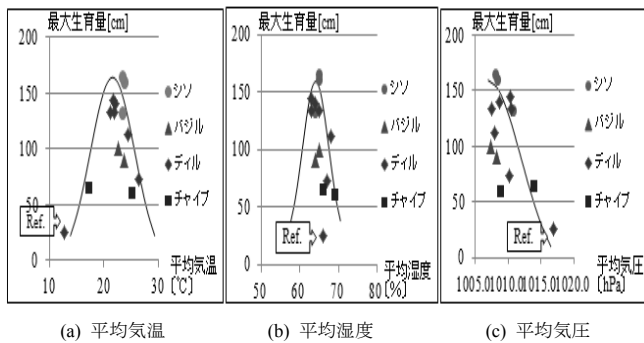 最大生育量[cm]
200
150
100
50
0
10
20
30
平均気温
[℃]
シソ
バジル
ディル
チャイブ
Ref.
(a) 平均気温
最大生育量[cm]
200
150
100
50
0
50
60
70
80
平均湿度
[%]
シソ
バジル
ディル
チャイブ
Ref.
(b) 平均湿度
最大生育量[cm]
200
150
100
50
0
1005.0
1010.0
1015.0
1020.0
平均気圧
[hPa]
シソ
バジル
ディル
チャイブ
Ref.
(c) 平均気圧